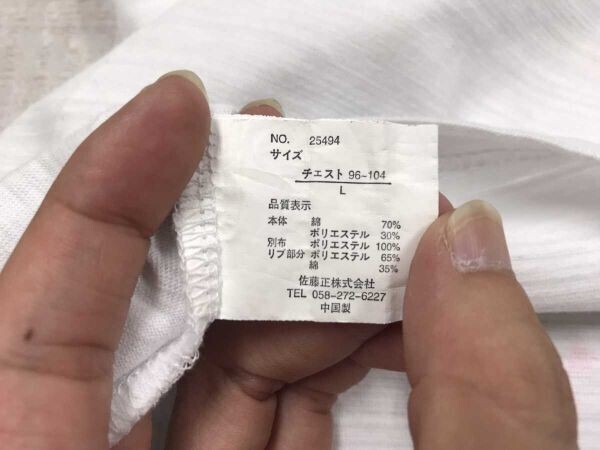 NO. 25494
サイズ
チェスト 96~104
L
品質表示
本体 綿 70%
ポリエステル 30%
別布 ポリエステル 100%
リブ部分 ポリエステル 65%
綿 35%
佐藤正株式会社
TEL 058-272-6227
中国製